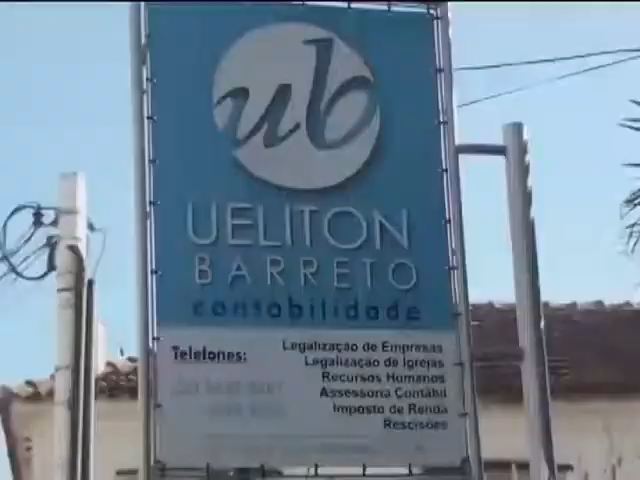 ub
UELITON
BARRETO
contabilidade
Telefones:
Legalização de Empresas
Legalização de Igrejas
Recursos Humanos
Assessoria Contábil
Imposto de Renda
Rescisões